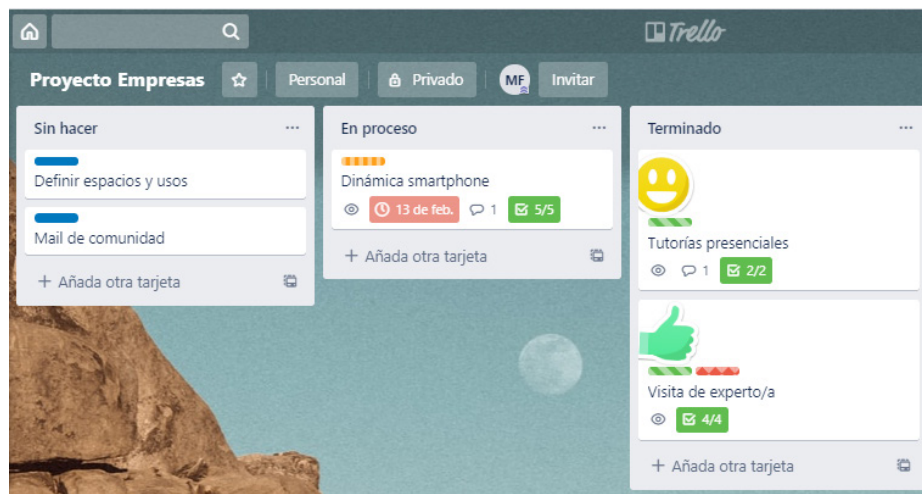 Trello
Proyecto Empresas Personal Privado MF Invitar
Sin hacer
Definir espacios y usos
Mail de comunidad
+ Añada otra tarjeta
En proceso
Dinámica smartphone
13 de feb. 1 5/5
+ Añada otra tarjeta
Terminado
Tutorías presenciales
1 2/2
Visita de experto/a
4/4
+ Añada otra tarjeta